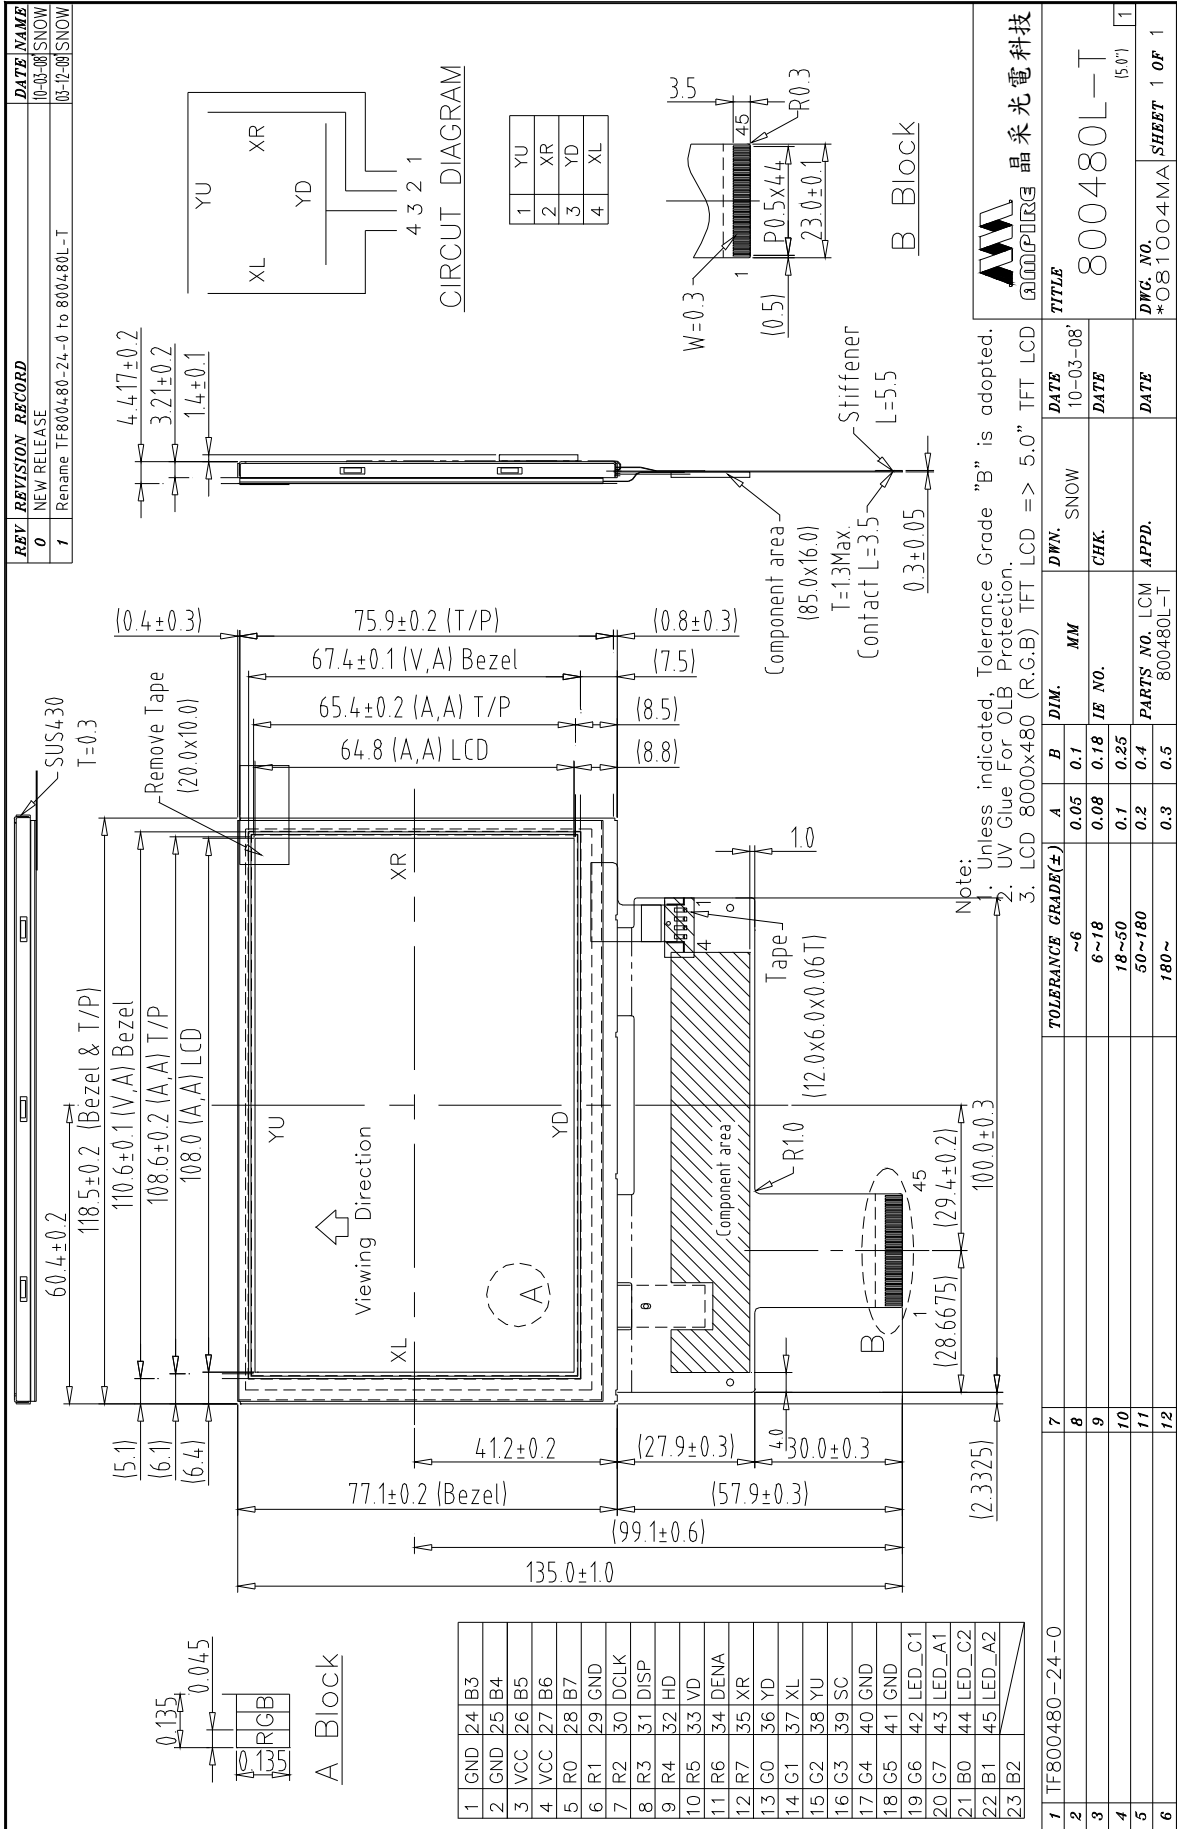 REV REVISION RECORD DATE NAME
0 NEW RELEASE 10-03-08' SNOW
1 Rename TF800480-24-0 to 800480L-T 03-12-09' SNOW
SUS430
T=0.3
60.4±0.2
118.5±0.2 (Bezel & T/P)
110.6±0.1 (V,A) Bezel
108.6±0.2 (A,A) T/P
108.0 (A,A) LCD
(5.1)
(6.1)
(6.4)
Remove Tape
(20.0x10.0)
(0.4±0.3)
75.9±0.2 (T/P)
67.4±0.1 (V,A) Bezel
65.4±0.2 (A,A) T/P
64.8 (A,A) LCD
(0.8±0.3)
(7.5)
(8.5)
(8.8)
YU
XL
XR
YD
Viewing Direction
A
41.2±0.2
77.1±0.2 (Bezel)
(27.9±0.3)
4.0
30.0±0.3
(57.9±0.3)
(99.1±0.6)
135.0±1.0
Component area
4
1
1.0
Tape
(12.0x6.0x0.06T)
R1.0
B
1
45
(28.6675)
(29.4±0.2)
100.0±0.3
(2.3325)
4.417±0.2
3.21±0.2
1.4±0.1
Component area
(85.0x16.0)
T=1.3Max.
Contact L=3.5
Stiffener
L=5.5
0.3±0.05
YU
XL
XR
YD
4 3 2 1
CIRCUT DIAGRAM
1 YU
2 XR
3 YD
4 XL
W=0.3
3.5
1
45
R0.3
(0.5)
P0.5x44
23.0±0.1
B Block
0.135
0.045
RGB
0.135
A Block
1 GND 24 B3
2 GND 25 B4
3 VCC 26 B5
4 VCC 27 B6
5 R0 28 B7
6 R1 29 GND
7 R2 30 DCLK
8 R3 31 DISP
9 R4 32 HD
10 R5 33 VD
11 R6 34 DENA
12 R7 35 XR
13 G0 36 YD
14 G1 37 XL
15 G2 38 YU
16 G3 39 SC
17 G4 40 GND
18 G5 41 GND
19 G6 42 LED_C1
20 G7 43 LED_A1
21 B0 44 LED_C2
22 B1 45 LED_A2
23 B2
Note:
1. Unless indicated, Tolerance Grade "B" is adopted.
2. UV Glue For OLB Protection.
3. LCD 8000x480 (R.G.B) TFT LCD => 5.0" TFT LCD
AMPIRE 晶采光電科技
1 TF800480-24-0
2
3
4
5
6
7
8
9
10
11
12
TOLERANCE GRADE(±) A B
~6 0.05 0.1
6~18 0.08 0.18
18~50 0.1 0.25
50~180 0.2 0.4
180~ 0.3 0.5
DIM. MM
IE NO.
PARTS NO. LCM
800480L-T
DWN. SNOW
CHK.
APPD.
DATE 10-03-08'
DATE
DATE
TITLE
800480L-T
(5.0")
1
DWG. NO.
*081004MA
SHEET 1 OF 1